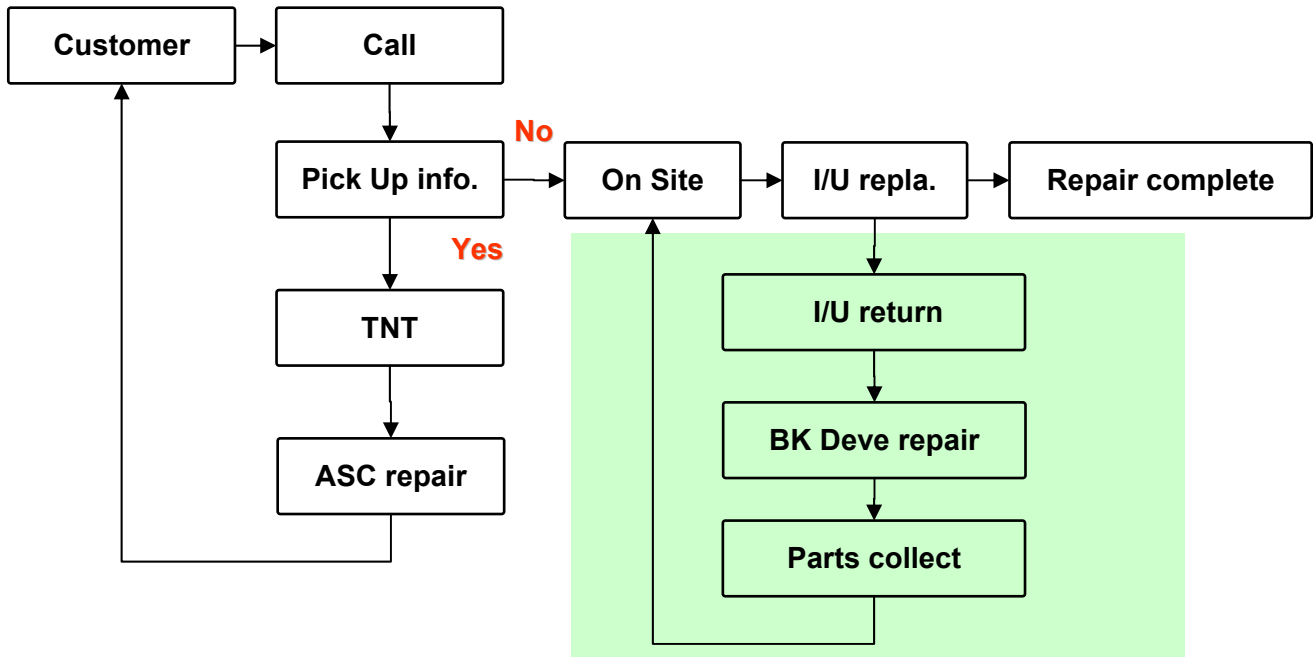 Customer
Call
No
Pick Up info.
On Site
I/U repla.
Repair complete
Yes
TNT
I/U return
BK Deve repair
ASC repair
Parts collect